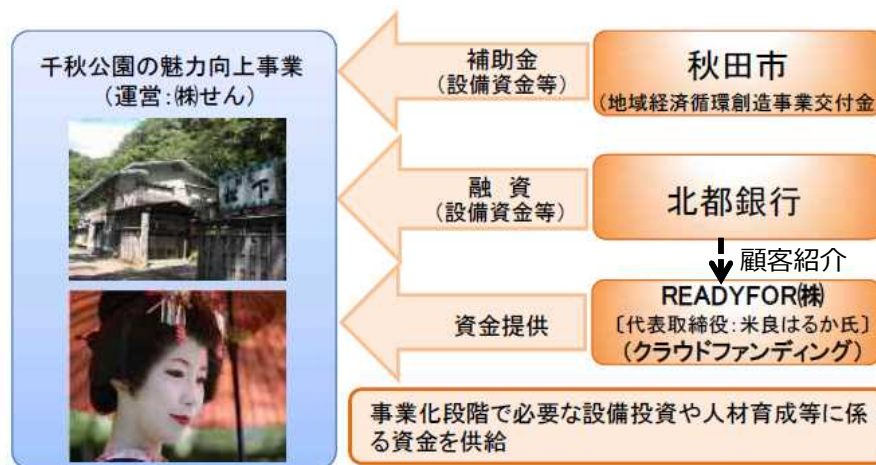 千秋公園の魅力向上事業
(運営:㈱せん)
松下
補助金
(設備資金等)
秋田市
(地域経済循環創造事業交付金
融 資
(設備資金等)
北都銀行
顧客紹介
資金提供
READYFOR㈱
〔代表取締役:米良はるか氏〕
(クラウドファンディング)
事業化段階で必要な設備投資や人材育成等に係
る資金を供給